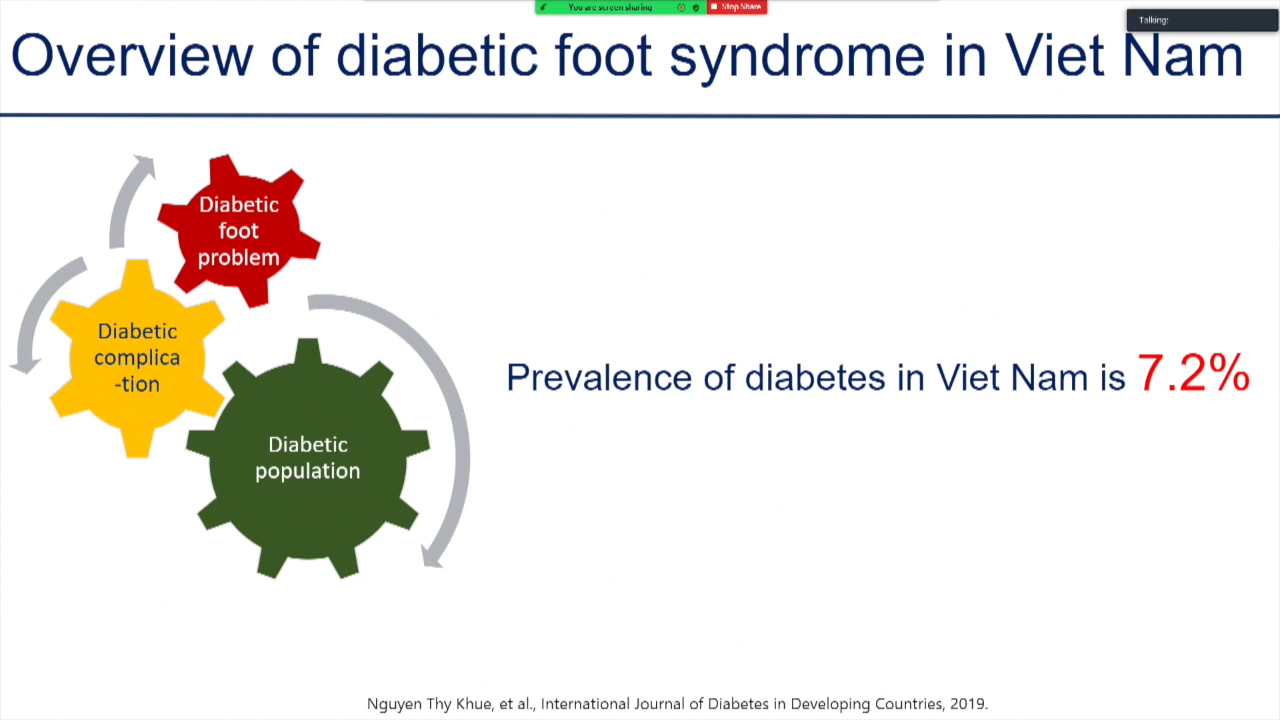 You are screen sharing
Stop Share
Talking:
Overview of diabetic foot syndrome in Viet Nam
Diabetic
foot
problem
Diabetic
complica
-tion
Diabetic
population
Prevalence of diabetes in Viet Nam is 7.2%
Nguyen Thy Khue, et al., International Journal of Diabetes in Developing Countries, 2019.